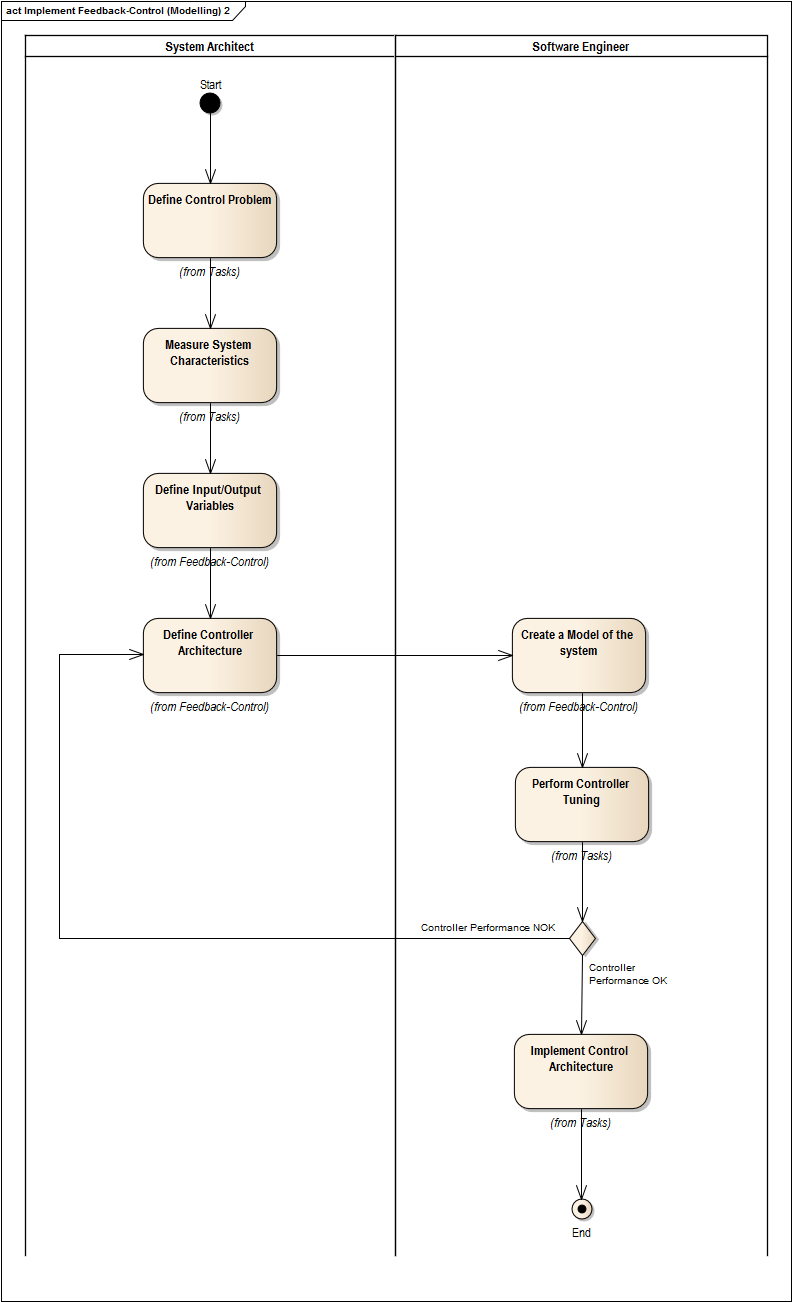 act Implement Feedback-Control (Modelling) 2
System Architect
Software Engineer
Start
Define Control Problem
(from Tasks)
Measure System
Characteristics
(from Tasks)
Define Input/Output
Variables
(from Feedback-Control)
Define Controller
Architecture
(from Feedback-Control)
Create a Model of the
system
(from Feedback-Control)
Perform Controller
Tuning
(from Tasks)
Controller Performance NOK
Controller
Performance OK
Implement Control
Architecture
(from Tasks)
End